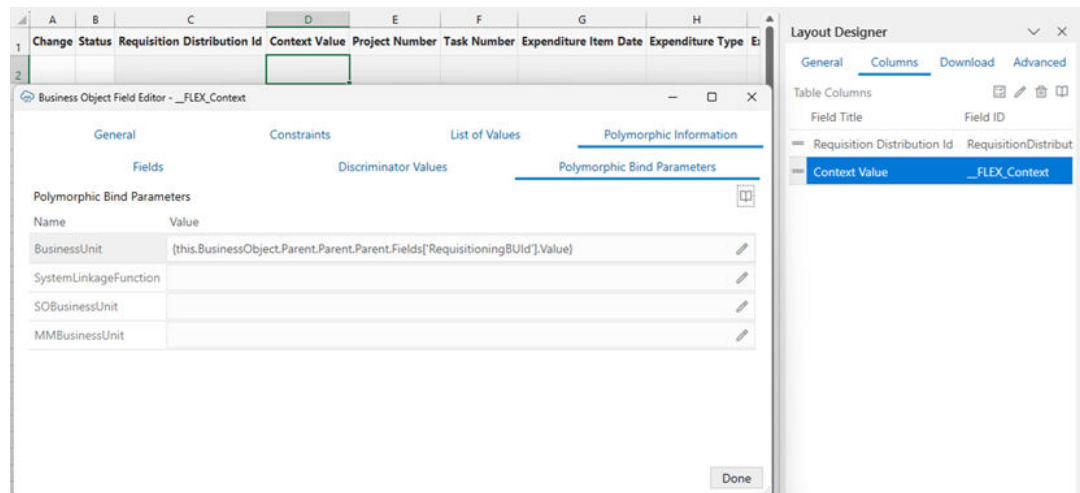 A B C D E F G H
1 Change Status Requisition Distribution Id Context Value Project Number Task Number Expenditure Item Date Expenditure Type
2
Business Object Field Editor - __FLEX_Context
General Constraints List of Values Polymorphic Information
Fields Discriminator Values Polymorphic Bind Parameters
Polymorphic Bind Parameters
Name Value
BusinessUnit {this.BusinessObject.Parent.Parent.Parent.Fields['RequisitioningBUId'].Value}
SystemLinkageFunction
SOBusinessUnit
MMBusinessUnit
Done
Layout Designer
General Columns Download Advanced
Table Columns
Field Title Field ID
Requisition Distribution Id RequisitionDistribut
Context Value __FLEX_Context